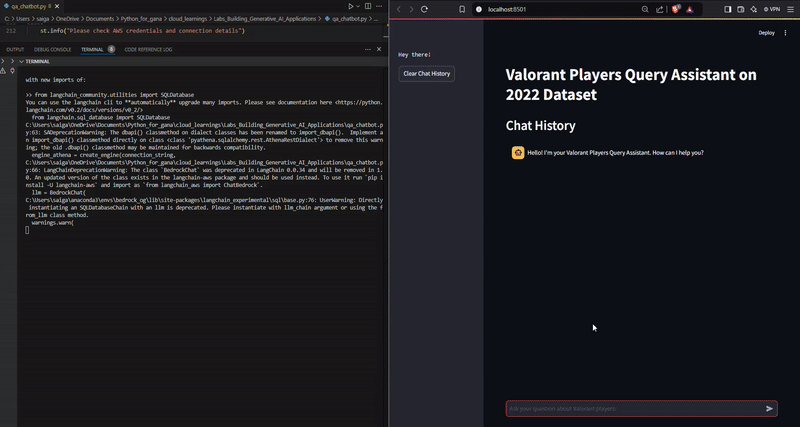 qa_chatbot.py 8
C: > Users > saiga > OneDrive > Documents > Python_for_gana > cloud_learnings > Labs_Building_Generative_AI_Applications > qa_chatbot.py > ...
212 st.info("Please check AWS credentials and connection details")
OUTPUT DEBUG CONSOLE TERMINAL 8 CODE REFERENCE LOG
TERMINAL
with new imports of:
>> from langchain_community.utilities import SQLDatabase
You can use the langchain cli to **automatically** upgrade many imports. Please see documentation here <https://python.
langchain.com/v0.2/docs/versions/v0_2/>
from langchain.sql_database import SQLDatabase
C:\Users\saiga\OneDrive\Documents\Python_for_gana\cloud_learnings\Labs_Building_Generative_AI_Applications\qa_chatbot.
py:63: SADeprecationWarning: The dbapi() classmethod on dialect classes has been renamed to import_dbapi(). Implement a
n import_dbapi() classmethod directly on class <class 'pyathena.sqlalchemy.rest.AthenaRestDialect'> to remove this warn
ing; the old .dbapi() classmethod may be maintained for backwards compatibility.
engine_athena = create_engine(connection_string,
C:\Users\saiga\OneDrive\Documents\Python_for_gana\cloud_learnings\Labs_Building_Generative_AI_Applications\qa_chatbot.
py:66: LangChainDeprecationWarning: The class `BedrockChat` was deprecated in LangChain 0.0.34 and will be removed in 1.
0. An updated version of the class exists in the langchain-aws package and should be used instead. To use it run `pip in
stall -U langchain-aws` and import as `from langchain_aws import ChatBedrock`.
llm = BedrockChat(
C:\Users\saiga\anaconda3\envs\bedrock_og\lib\site-packages\langchain_experimental\sql\base.py:76: UserWarning: Directly
instantiating an SQLDatabaseChain with an llm is deprecated. Please instantiate with llm_chain argument or using the f
rom_llm class method.
warnings.warn(
localhost:8501
VPN
Deploy
Hey there!
Clear Chat History
Valorant Players Query Assistant on
2022 Dataset
Chat History
Hello! I'm your Valorant Players Query Assistant. How can I help you?
Ask your question about Valorant players